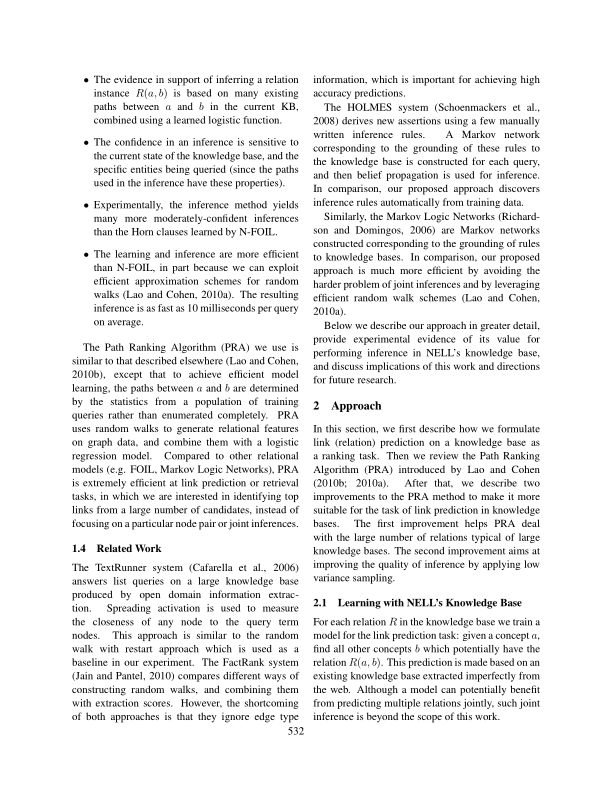 • The evidence in support of inferring a relation
instance R(a, b) is based on many existing
paths between a and b in the current KB,
combined using a learned logistic function.
• The confidence in an inference is sensitive to
the current state of the knowledge base, and the
specific entities being queried (since the paths
used in the inference have these properties).
• Experimentally, the inference method yields
many more moderately-confident inferences
than the Horn clauses learned by N-FOIL.
• The learning and inference are more efficient
than N-FOIL, in part because we can exploit
efficient approximation schemes for random
walks (Lao and Cohen, 2010a). The resulting
inference is as fast as 10 milliseconds per query
on average.
The Path Ranking Algorithm (PRA) we use is
similar to that described elsewhere (Lao and Cohen,
2010b), except that to achieve efficient model
learning, the paths between a and b are determined
by the statistics from a population of training
queries rather than enumerated completely. PRA
uses random walks to generate relational features
on graph data, and combine them with a logistic
regression model. Compared to other relational
models (e.g. FOIL, Markov Logic Networks), PRA
is extremely efficient at link prediction or retrieval
tasks, in which we are interested in identifying top
links from a large number of candidates, instead of
focusing on a particular node pair or joint inferences.
1.4 Related Work
The TextRunner system (Cafarella et al., 2006)
answers list queries on a large knowledge base
produced by open domain information extrac-
tion. Spreading activation is used to measure
the closeness of any node to the query term
nodes. This approach is similar to the random
walk with restart approach which is used as a
baseline in our experiment. The FactRank system
(Jain and Pantel, 2010) compares different ways of
constructing random walks, and combining them
with extraction scores. However, the shortcoming
of both approaches is that they ignore edge type
information, which is important for achieving high
accuracy predictions.
The HOLMES system (Schoenmackers et al.,
2008) derives new assertions using a few manually
written inference rules. A Markov network
corresponding to the grounding of these rules to
the knowledge base is constructed for each query,
and then belief propagation is used for inference.
In comparison, our proposed approach discovers
inference rules automatically from training data.
Similarly, the Markov Logic Networks (Richard-
son and Domingos, 2006) are Markov networks
constructed corresponding to the grounding of rules
to knowledge bases. In comparison, our proposed
approach is much more efficient by avoiding the
harder problem of joint inferences and by leveraging
efficient random walk schemes (Lao and Cohen,
2010a).
Below we describe our approach in greater detail,
provide experimental evidence of its value for
performing inference in NELL's knowledge base,
and discuss implications of this work and directions
for future research.
2 Approach
In this section, we first describe how we formulate
link (relation) prediction on a knowledge base as
a ranking task. Then we review the Path Ranking
Algorithm (PRA) introduced by Lao and Cohen
(2010b; 2010a). After that, we describe two
improvements to the PRA method to make it more
suitable for the task of link prediction in knowledge
bases. The first improvement helps PRA deal
with the large number of relations typical of large
knowledge bases. The second improvement aims at
improving the quality of inference by applying low
variance sampling.
2.1 Learning with NELL's Knowledge Base
For each relation R in the knowledge base we train a
model for the link prediction task: given a concept a,
find all other concepts b which potentially have the
relation R(a, b). This prediction is made based on an
existing knowledge base extracted imperfectly from
the web. Although a model can potentially benefit
from predicting multiple relations jointly, such joint
inference is beyond the scope of this work.
532